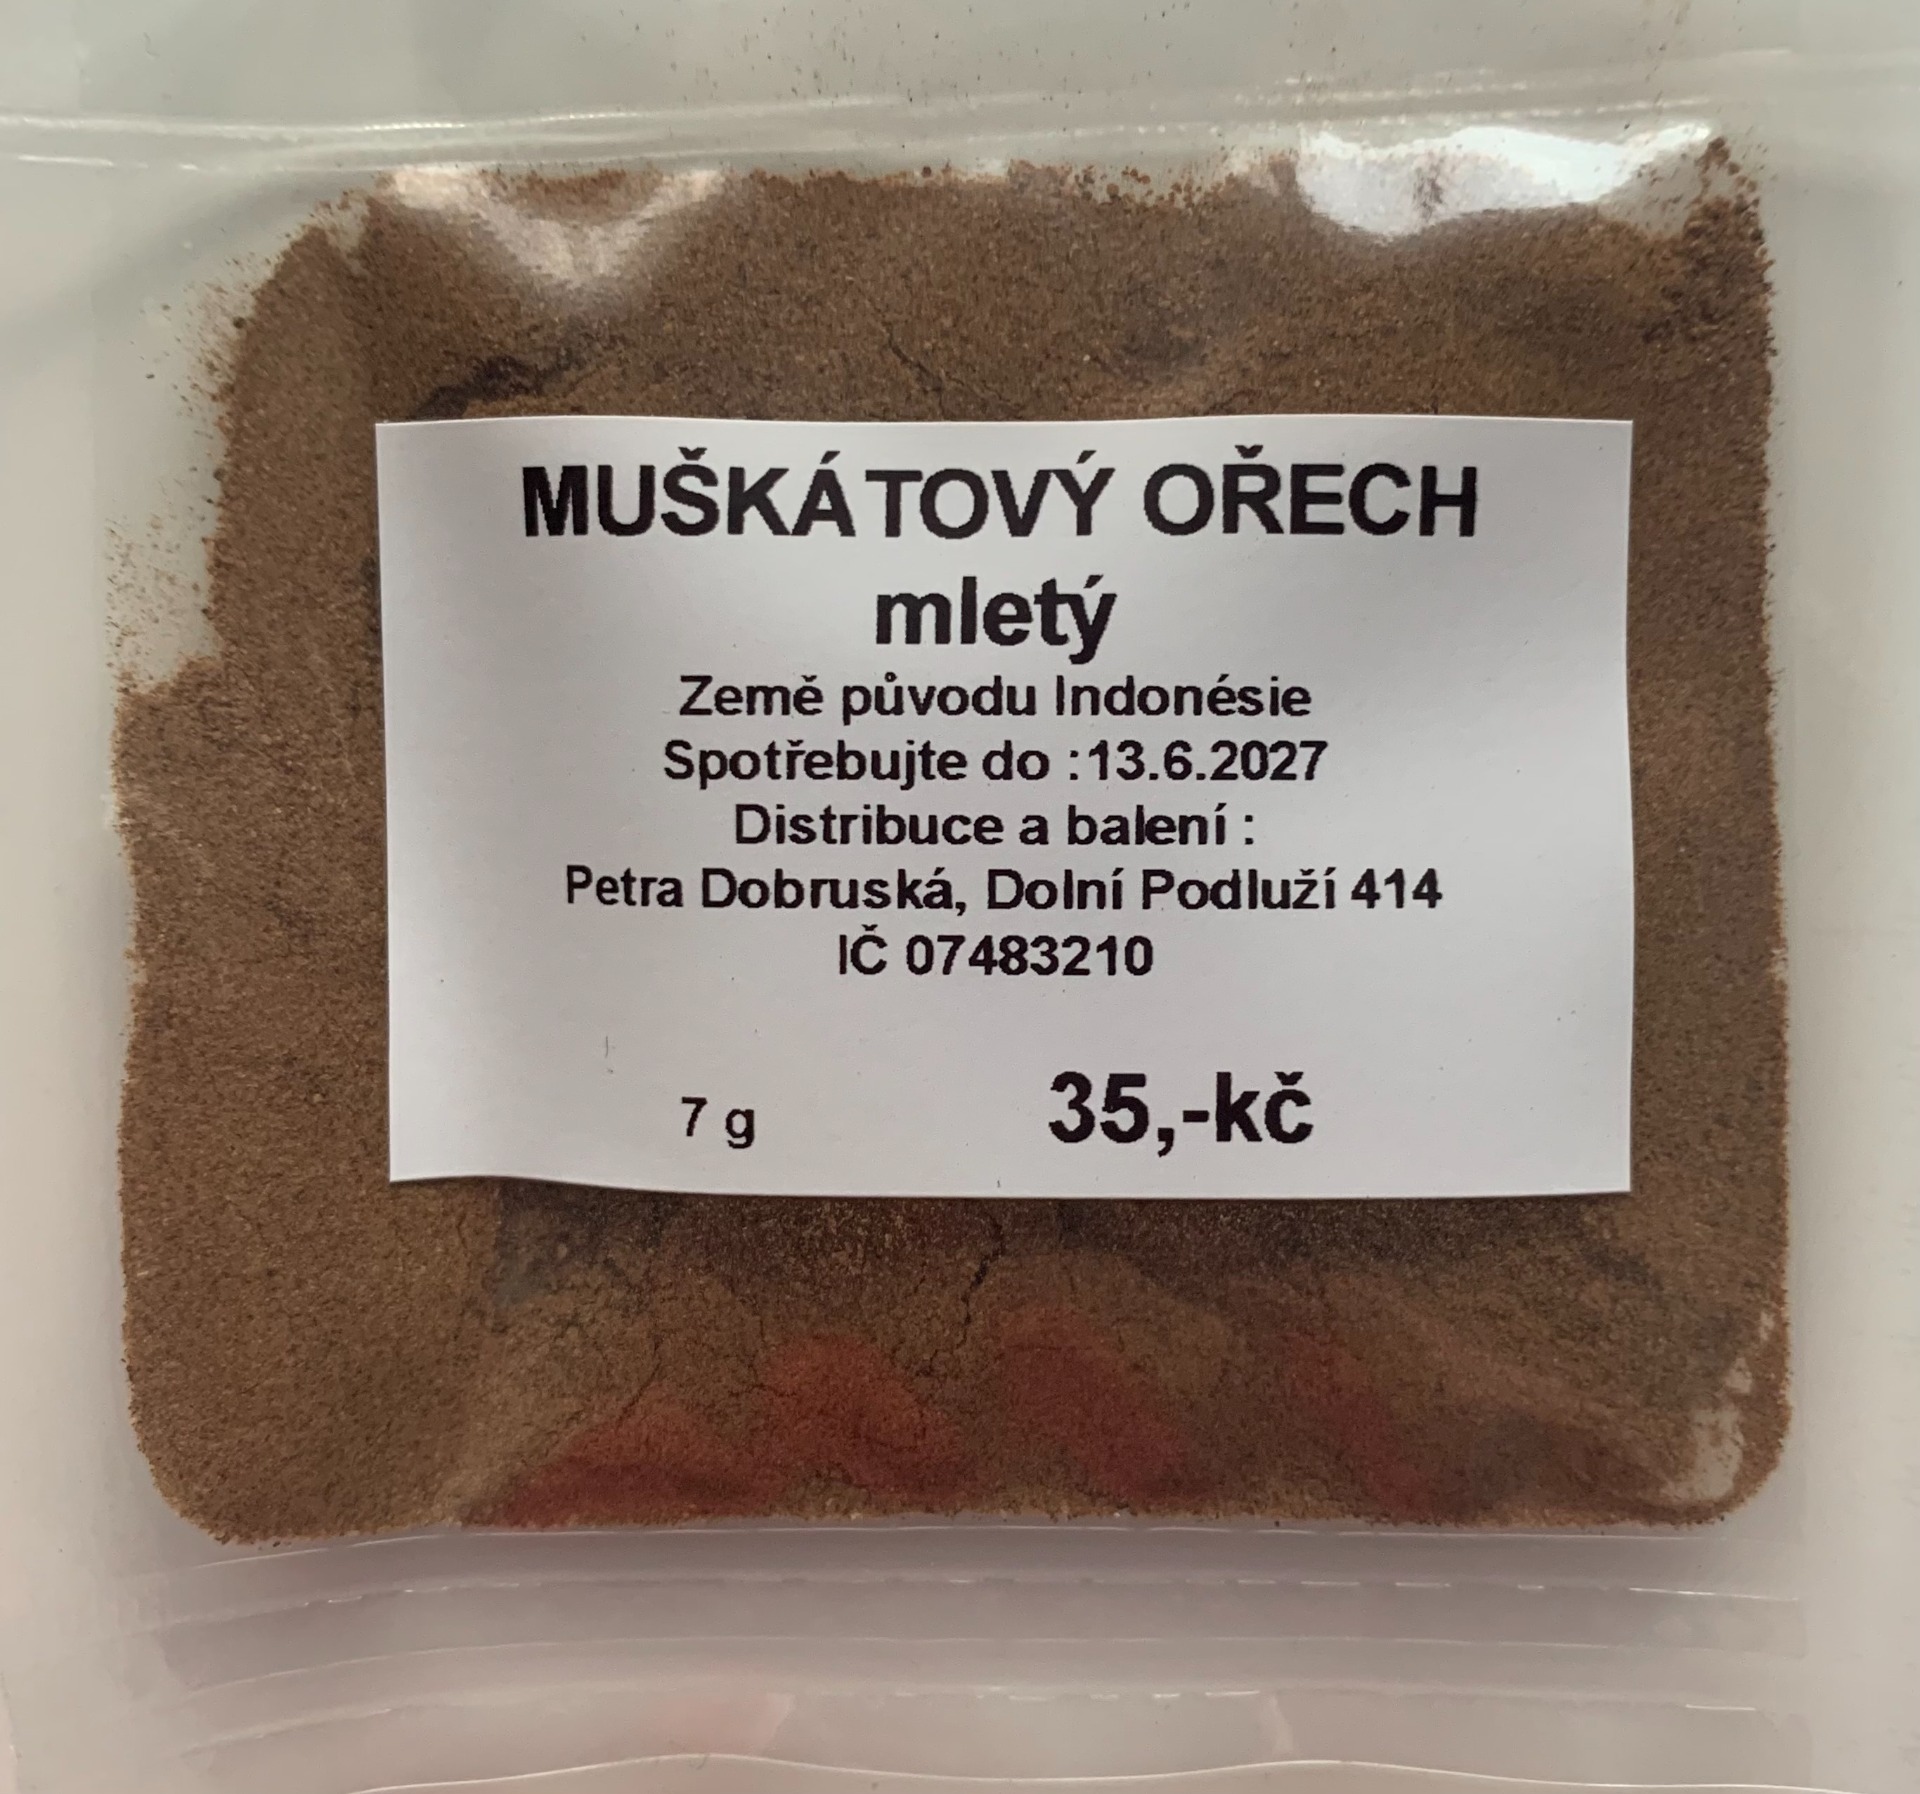 MUŠKÁTOVÝ OŘECH
mletý
Země původu Indonésie
Spotřebujte do :13.6.2027
Distribuce a balení :
Petra Dobruská, Dolní Podluží 414
IČ 07483210
7 g 35,-kč